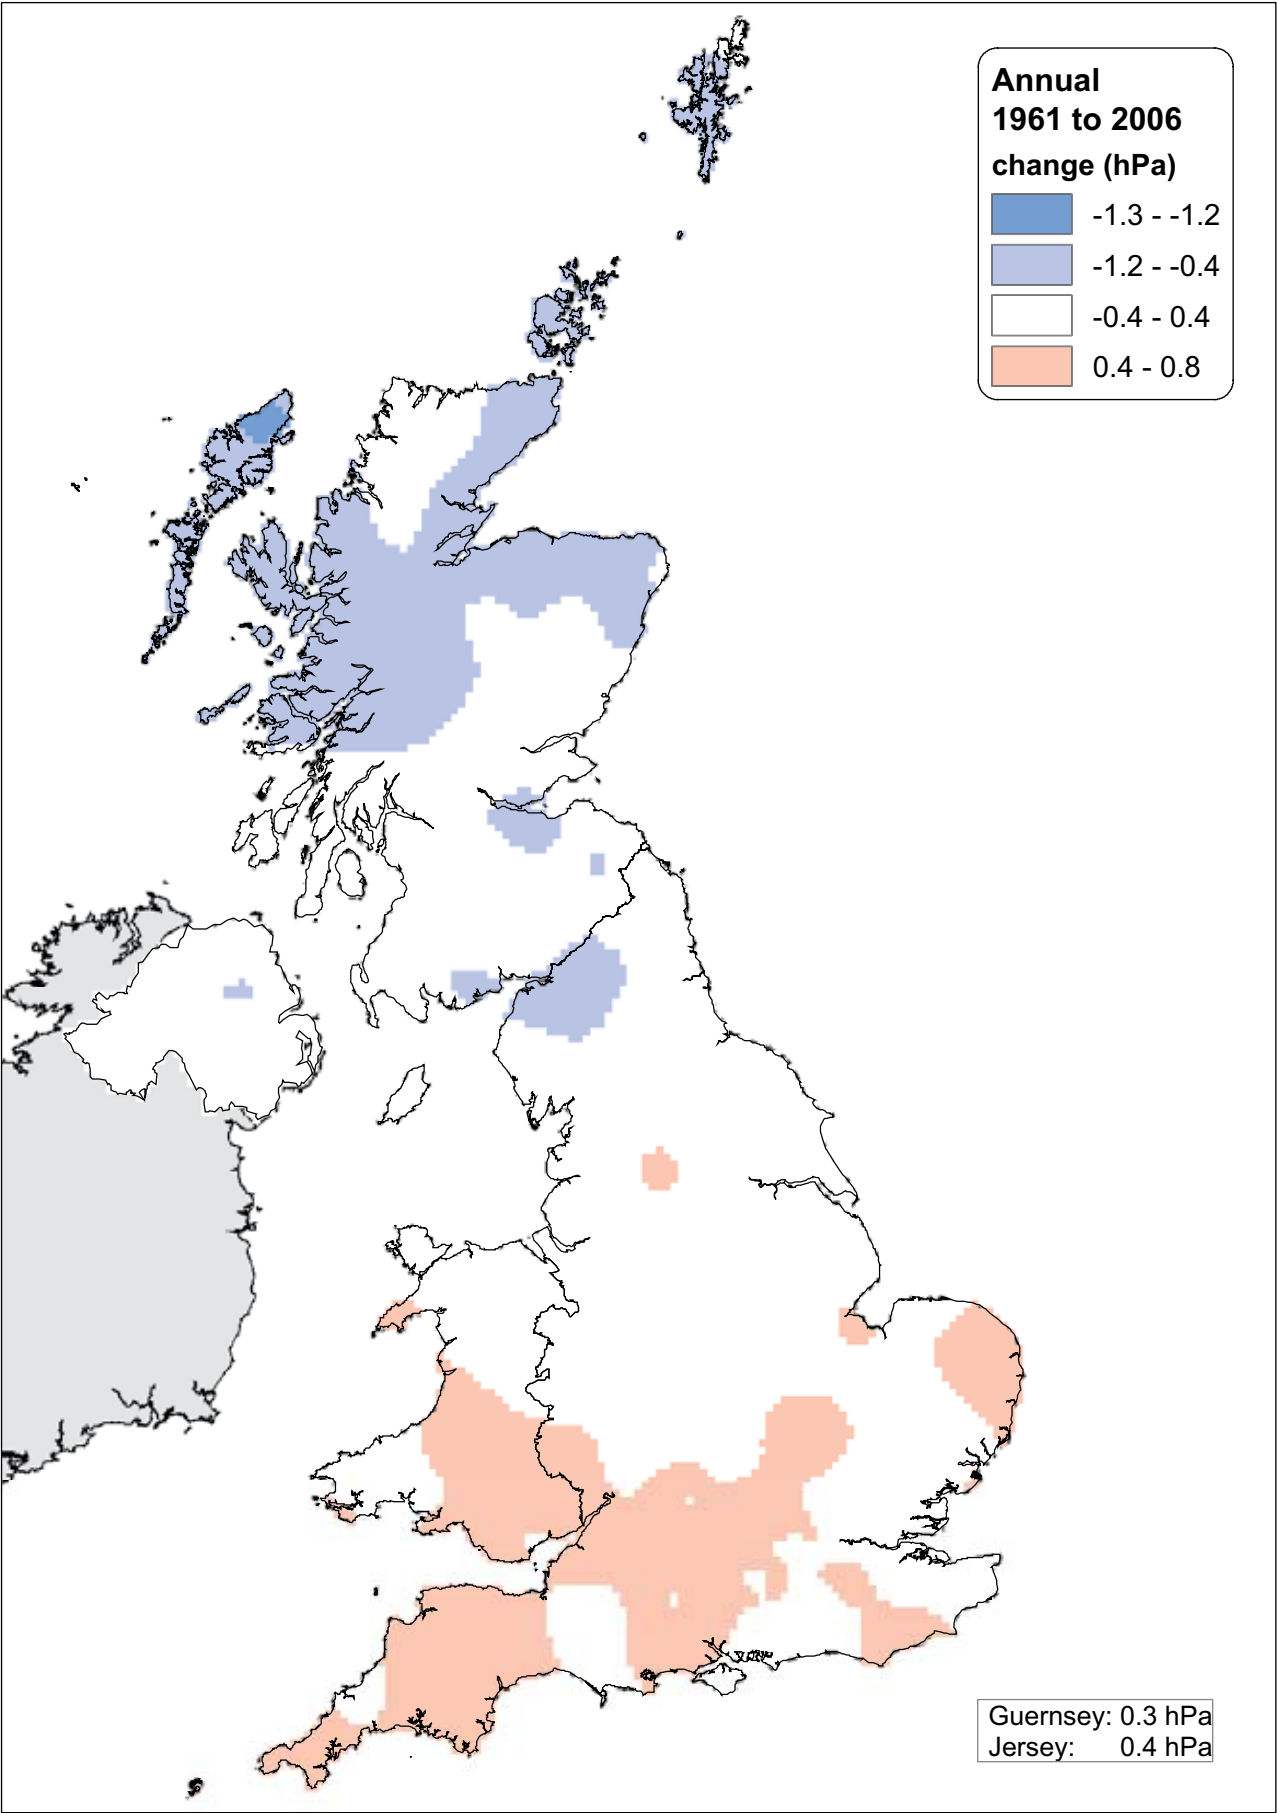 Annual
1961 to 2006
change (hPa)
-1.3 - -1.2
-1.2 - -0.4
-0.4 - 0.4
0.4 - 0.8
Guernsey: 0.3 hPa
Jersey: 0.4 hPa